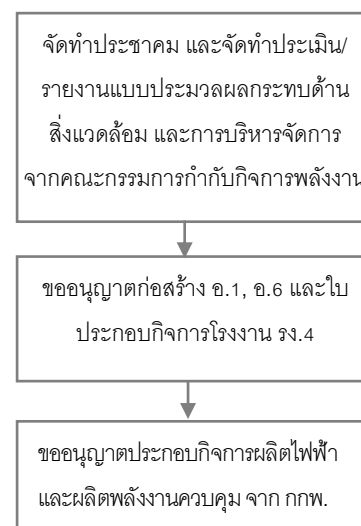 จัดทำประชาคม และจัดทำประเมิน/
รายงานแบบประมวลผลกระทบด้าน
สิ่งแวดล้อม และการบริหารจัดการ
จากคณะกรรมการกำกับกิจการพลังงาน
ขออนุญาตก่อสร้าง อ.1, อ.6 และใบ
ประกอบกิจการโรงงาน รง.4
ขออนุญาตประกอบกิจการผลิตไฟฟ้า
และผลิตพลังงานควบคุม จาก กกพ.